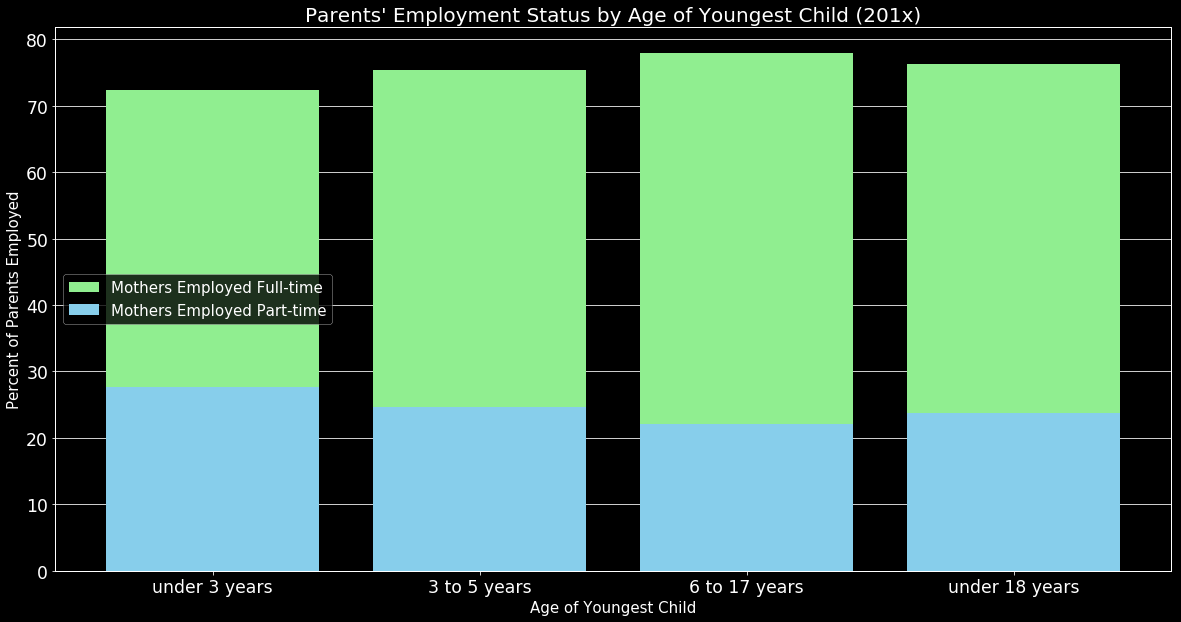 Parents' Employment Status by Age of Youngest Child (201x)
Percent of Parents Employed
80
70
60
50
40
30
20
10
0
Mothers Employed Full-time
Mothers Employed Part-time
under 3 years
3 to 5 years
6 to 17 years
under 18 years
Age of Youngest Child